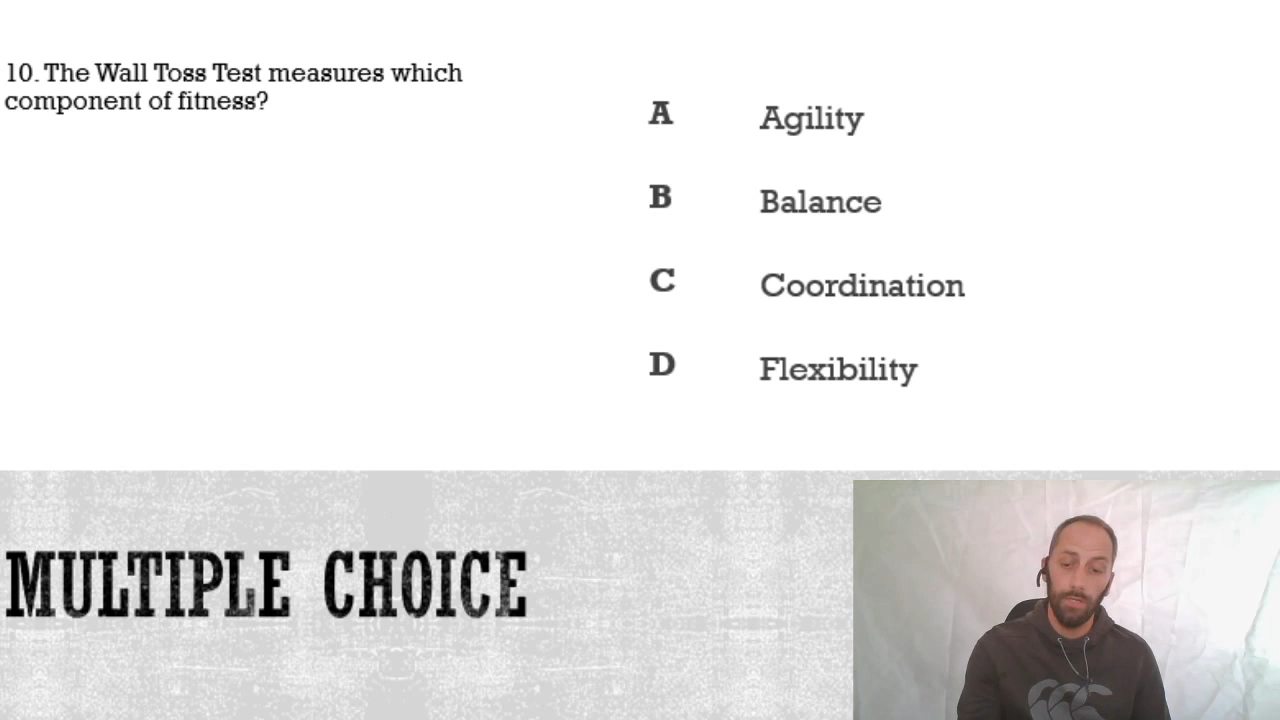 10. The Wall Toss Test measures which
component of fitness?
A Agility
B Balance
C Coordination
D Flexibility
MULTIPLE CHOICE